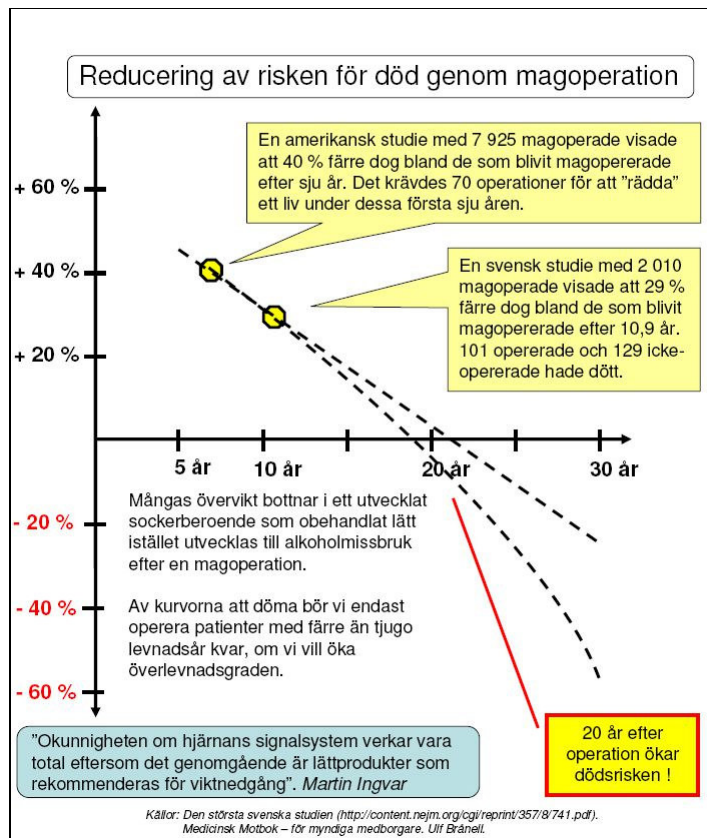 Reducering av risken för död genom magoperation
En amerikansk studie med 7 925 magoperade visade
att 40 % färre dog bland de som blivit magopererade
efter sju år. Det krävdes 70 operationer för att ”rädda”
ett liv under dessa första sju åren.
+ 60 %
+ 40 %
+ 20 %
En svensk studie med 2 010
magoperade visade att 29 %
färre dog bland de som blivit
magopererade efter 10,9 år.
101 opererade och 129 icke-
opererade hade dött.
5 år
10 år
20 år
30 år
- 20 %
- 40 %
- 60 %
Mångas övervikt bottnar i ett utvecklat
sockerberoende som obehandlat lätt
istället utvecklas till alkoholmissbruk
efter en magoperation.
Av kurvorna att döma bör vi endast
operera patienter med färre än tjugo
levnadsår kvar, om vi vill öka
överlevnadsgraden.
20 år efter
operation ökar
dödsrisken !
”Okunnigheten om hjärnans signalsystem verkar vara
total eftersom det genomgående är lättprodukter som
rekommenderas för viktnedgång”. Martin Ingvar
Källor: Den största svenska studien (http://content.nejm.org/cgi/reprint/357/8/741.pdf).
Medicinsk Motbok – för myndiga medborgare. Ulf Brånell.